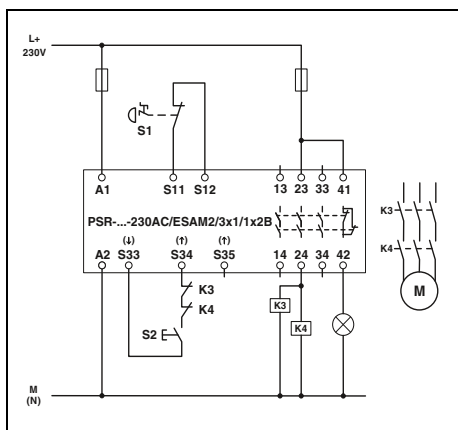 L+
230V
S1
A1 S11 S12 13 23 33 41
PSR-...-230AC/ESAM2/3x1/1x2B
(↓) (↑) (↑)
A2 S33 S34 S35 14 24 34 42
K3
K4
S2
K3
K4
K3
K4
M
M
(N)